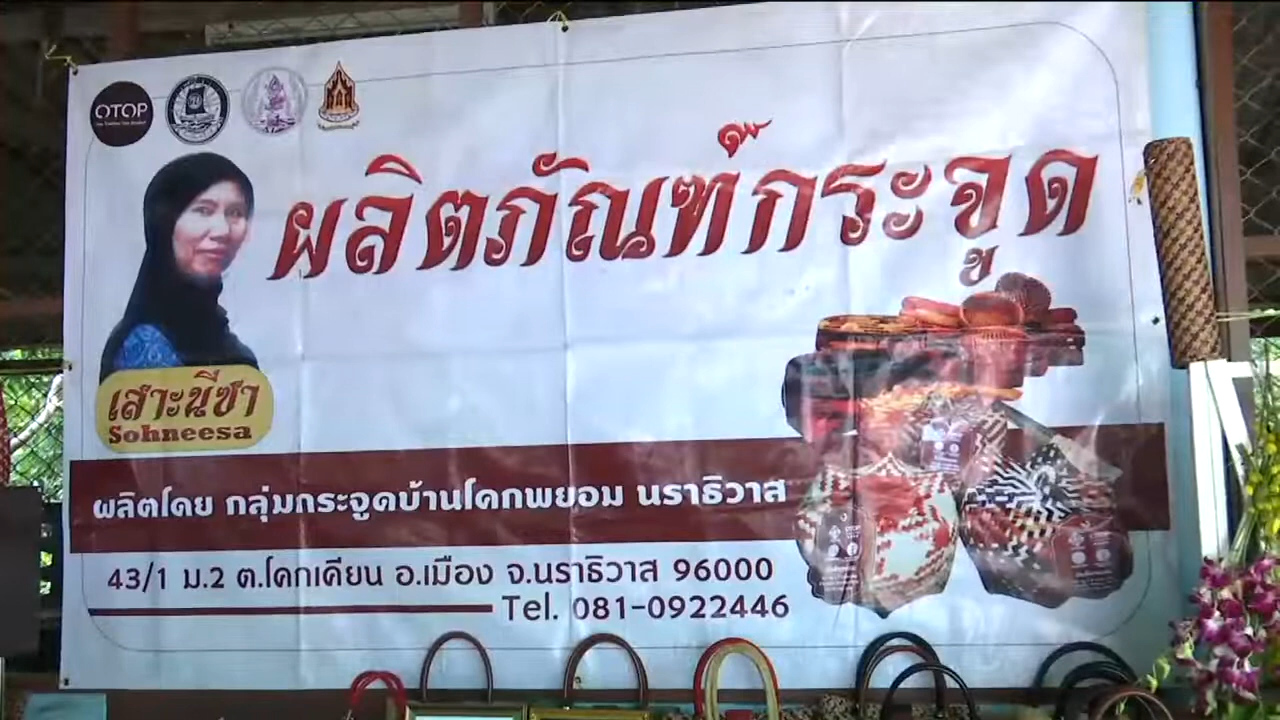 OTOP
ผลิตภัณฑ์กระจูด
เสาะนีซา
Sohneesa
ผลิตโดย กลุ่มกระจูดบ้านโคกพยอม นราธิวาส
43/1 ม.2 ต.โคกเคียน อ.เมือง จ.นราธิวาส 96000
Tel. 081-0922446